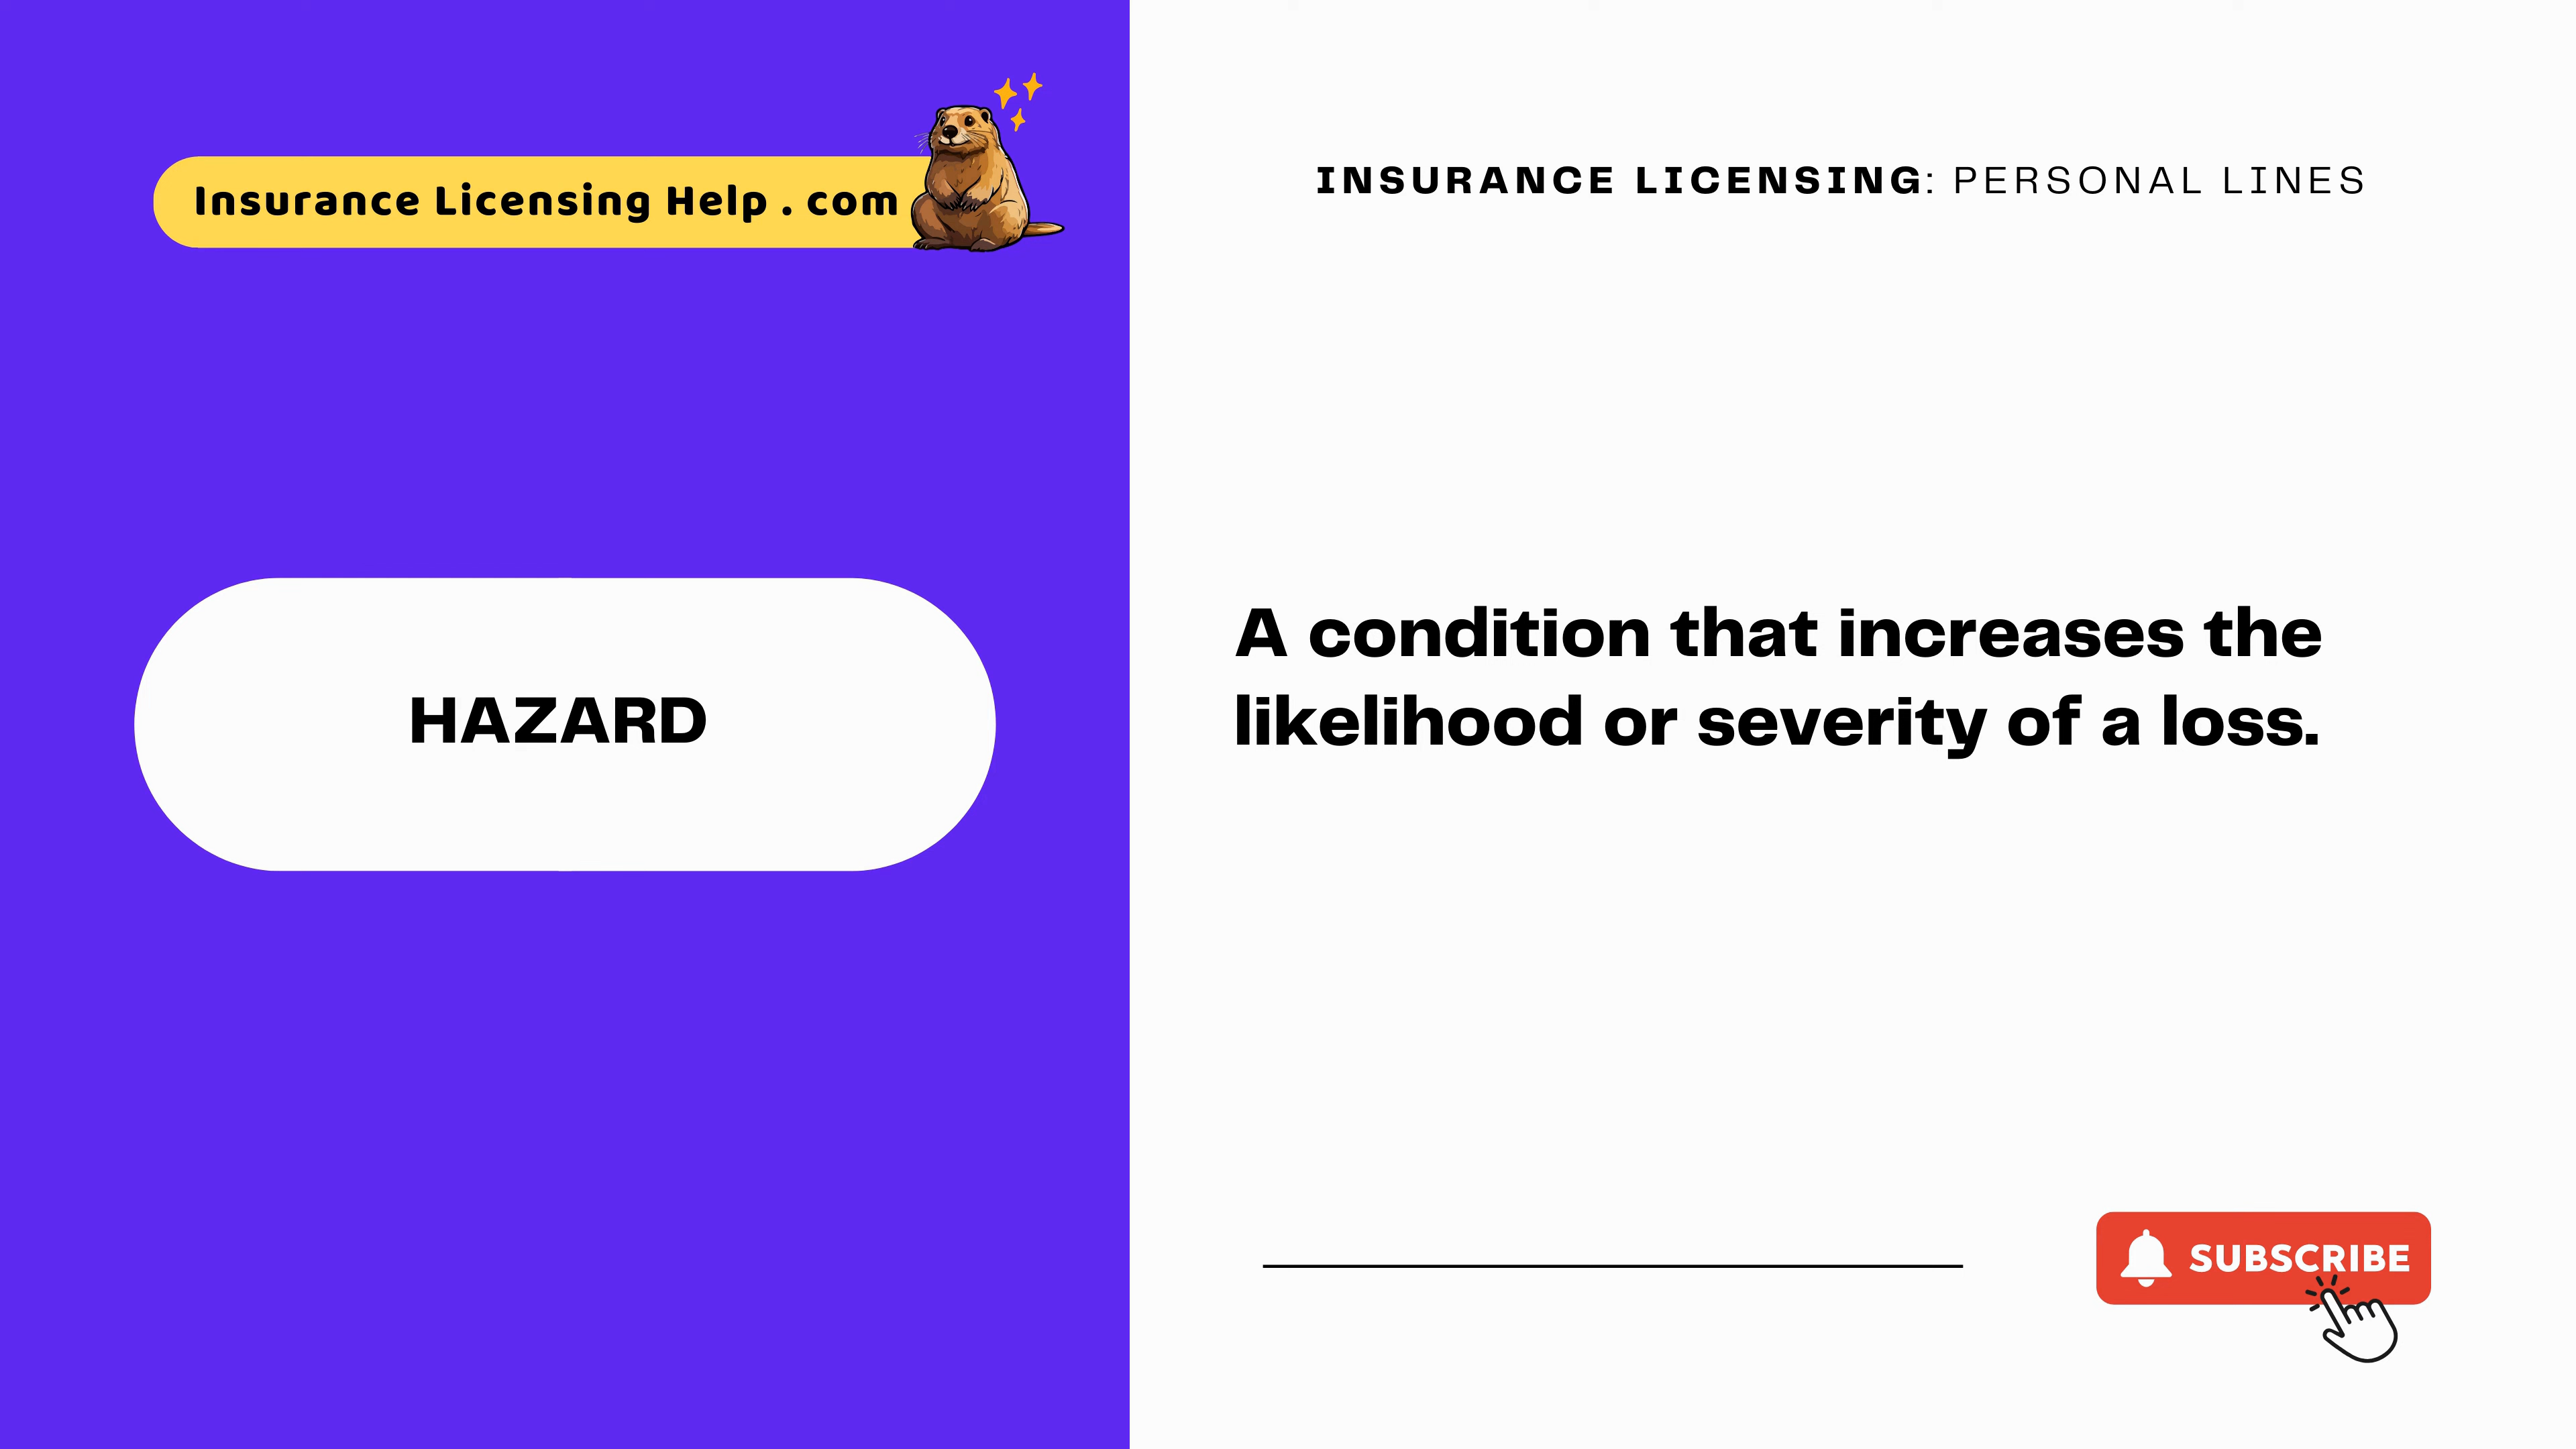 Insurance Licensing Help . com
INSURANCE LICENSING: PERSONAL LINES
HAZARD
A condition that increases the
likelihood or severity of a loss.
SUBSCRIBE